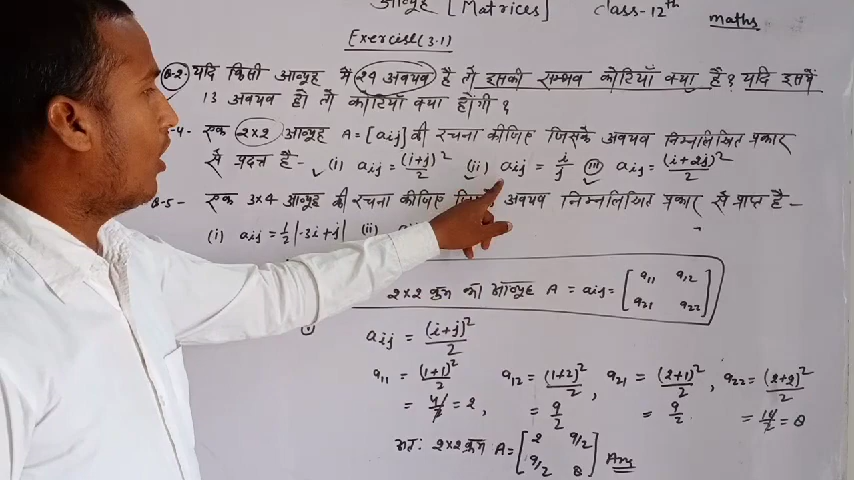 आव्यूह [Matrices] Class-12th maths
Exercise(3.1)
Q-2. यदि किसी आव्यूह में 24 अवयव है तो इसकी सम्भव कोटियाँ क्या है? यदि इसमें
13 अवयव हो तो कोटियाँ क्या होंगी?
-4- एक 2×2 आव्यूह A=[aij] की रचना कीजिए जिसके अवयव निम्नलिखित प्रकार
से प्रदत्त है- (i) aij = (i+j)²/2 (ii) aij = i/j (iii) aij = (i+2j)²/2
Q-5- एक 3×4 आव्यूह की रचना कीजिए अवयव निम्नलिखित प्रकार से प्राप्त है-
(i) aij = 1/2 |-3i+j| (ii)
2×2 क्रम का आव्यूह A = aij = [a11 a12
a21 a22]
aij = (i+j)²/2
a11 = (1+1)²/2 a12 = (1+2)²/2, a21 = (2+1)²/2, a22 = (2+2)²/2
= 4/2 = 2, = 9/2 = 9/2 = 16/2 = 8
अतः 2×2 क्रम A = [2 9/2
9/2 8] Ans